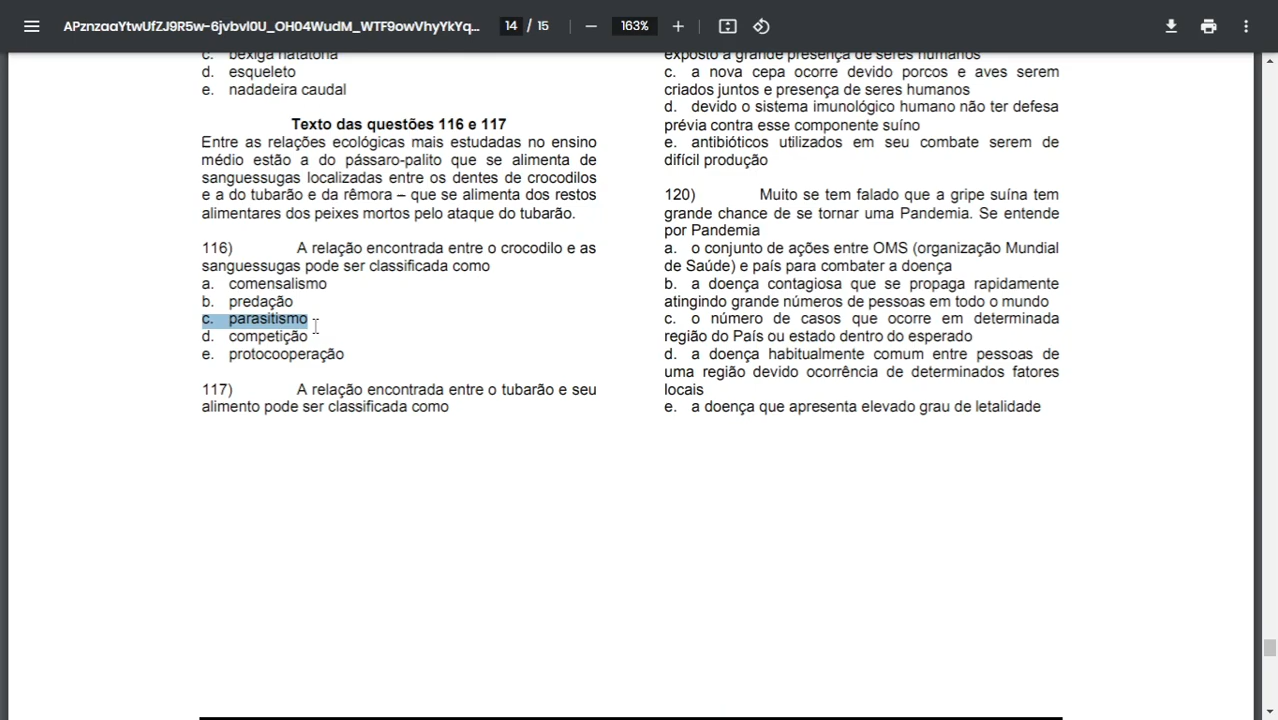 APznzaaYtwUfZJ9R5w-6jvbvl0U_OH04WudM_WTF9owVhyYkYq...
14 / 15
163%
c. bexiga natatória
d. esqueleto
e. nadadeira caudal
Texto das questões 116 e 117
Entre as relações ecológicas mais estudadas no ensino
médio estão a do pássaro-palito que se alimenta de
sanguessugas localizadas entre os dentes de crocodilos
e a do tubarão e da rêmora – que se alimenta dos restos
alimentares dos peixes mortos pelo ataque do tubarão.
116) A relação encontrada entre o crocodilo e as
sanguessugas pode ser classificada como
a. comensalismo
b. predação
c. parasitismo
d. competição
e. protocooperação
117) A relação encontrada entre o tubarão e seu
alimento pode ser classificada como
exposto a grande presença de seres humanos
c. a nova cepa ocorre devido porcos e aves serem
criados juntos e presença de seres humanos
d. devido o sistema imunológico humano não ter defesa
prévia contra esse componente suíno
e. antibióticos utilizados em seu combate serem de
difícil produção
120) Muito se tem falado que a gripe suína tem
grande chance de se tornar uma Pandemia. Se entende
por Pandemia
a. o conjunto de ações entre OMS (organização Mundial
de Saúde) e país para combater a doença
b. a doença contagiosa que se propaga rapidamente
atingindo grande números de pessoas em todo o mundo
c. o número de casos que ocorre em determinada
região do País ou estado dentro do esperado
d. a doença habitualmente comum entre pessoas de
uma região devido ocorrência de determinados fatores
locais
e. a doença que apresenta elevado grau de letalidade